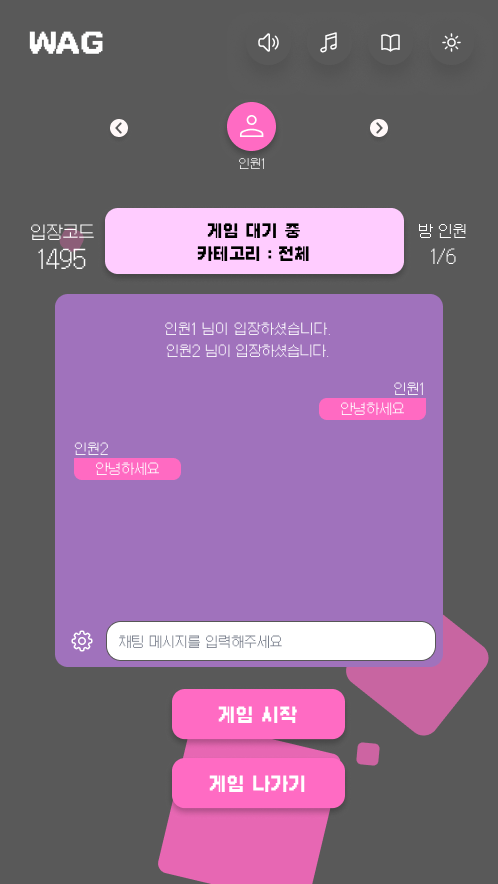 WAG
인원1
입장코드
1495
게임 대기 중
카테고리 : 전체
방 인원
1/6
인원1 님이 입장하셨습니다.
인원2 님이 입장하셨습니다.
인원1
안녕하세요
인원2
안녕하세요
채팅 메시지를 입력해주세요
게임 시작
게임 나가기